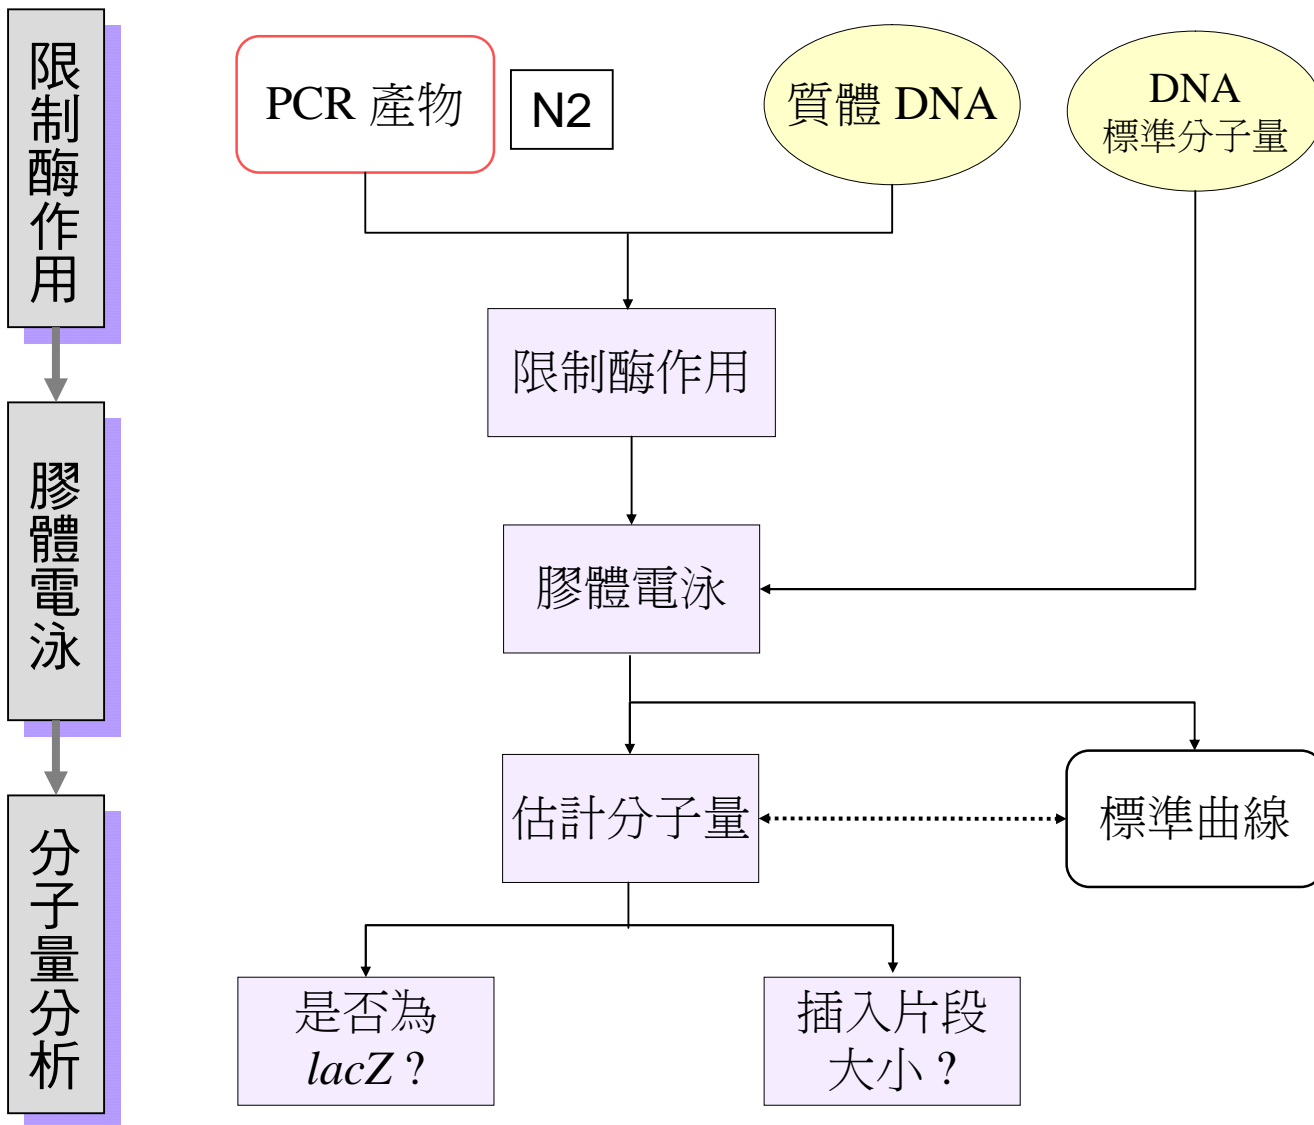 限制酶作用
膠體電泳
分子量分析
PCR 產物
N2
質體 DNA
DNA
標準分子量
限制酶作用
膠體電泳
估計分子量
標準曲線
是否為
lacZ？
插入片段
大小？